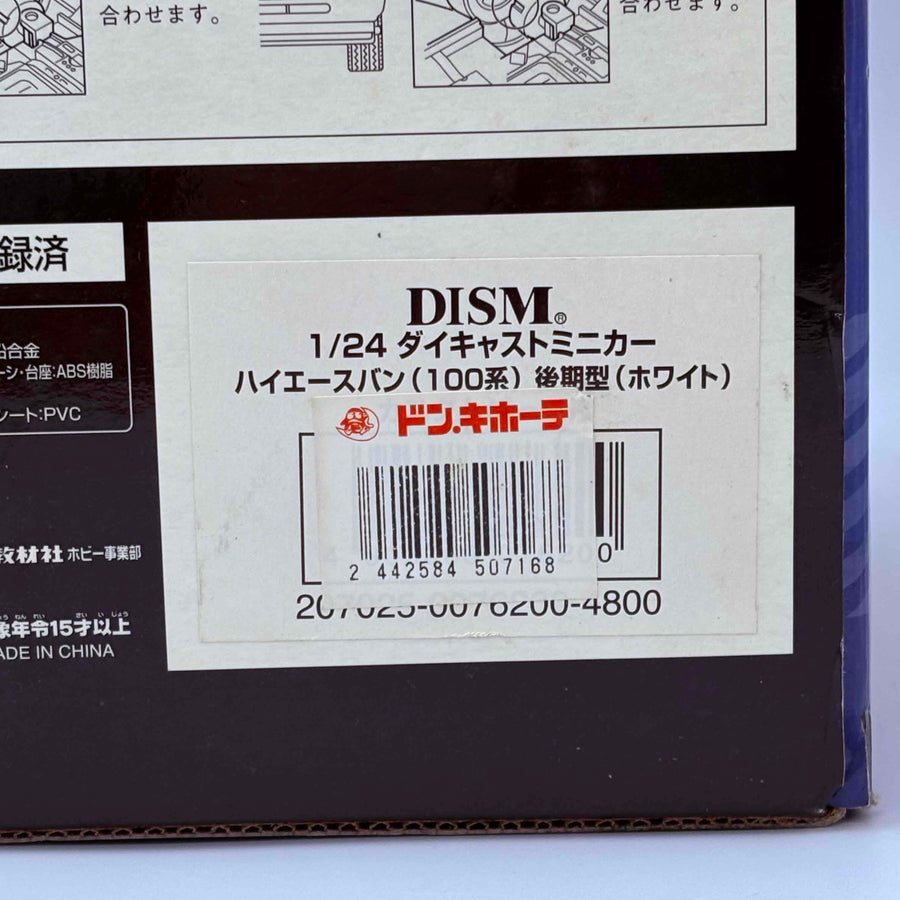 合わせます。
合わせます。
録済
DISM®
1/24 ダイキャストミニカー
ハイエースバン(100系) 後期型(ホワイト)
合金
ーシ・台座:ABS樹脂
シート:PVC
ドン.キホーテ
2 442584 507168
207025-0076200-4800
教材社 ホビー事業部
象年令15才以上
ADE IN CHINA